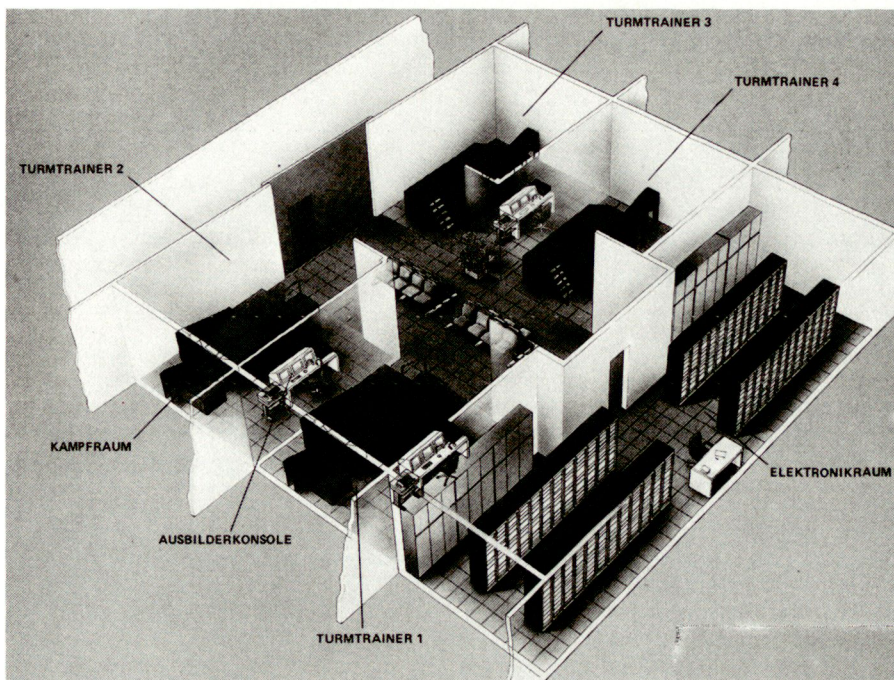 TURMTRAINER 3
TURMTRAINER 4
TURMTRAINER 2
KAMPFRAUM
ELEKTRONIKRAUM
AUSBILDERKONSOLE
TURMTRAINER 1